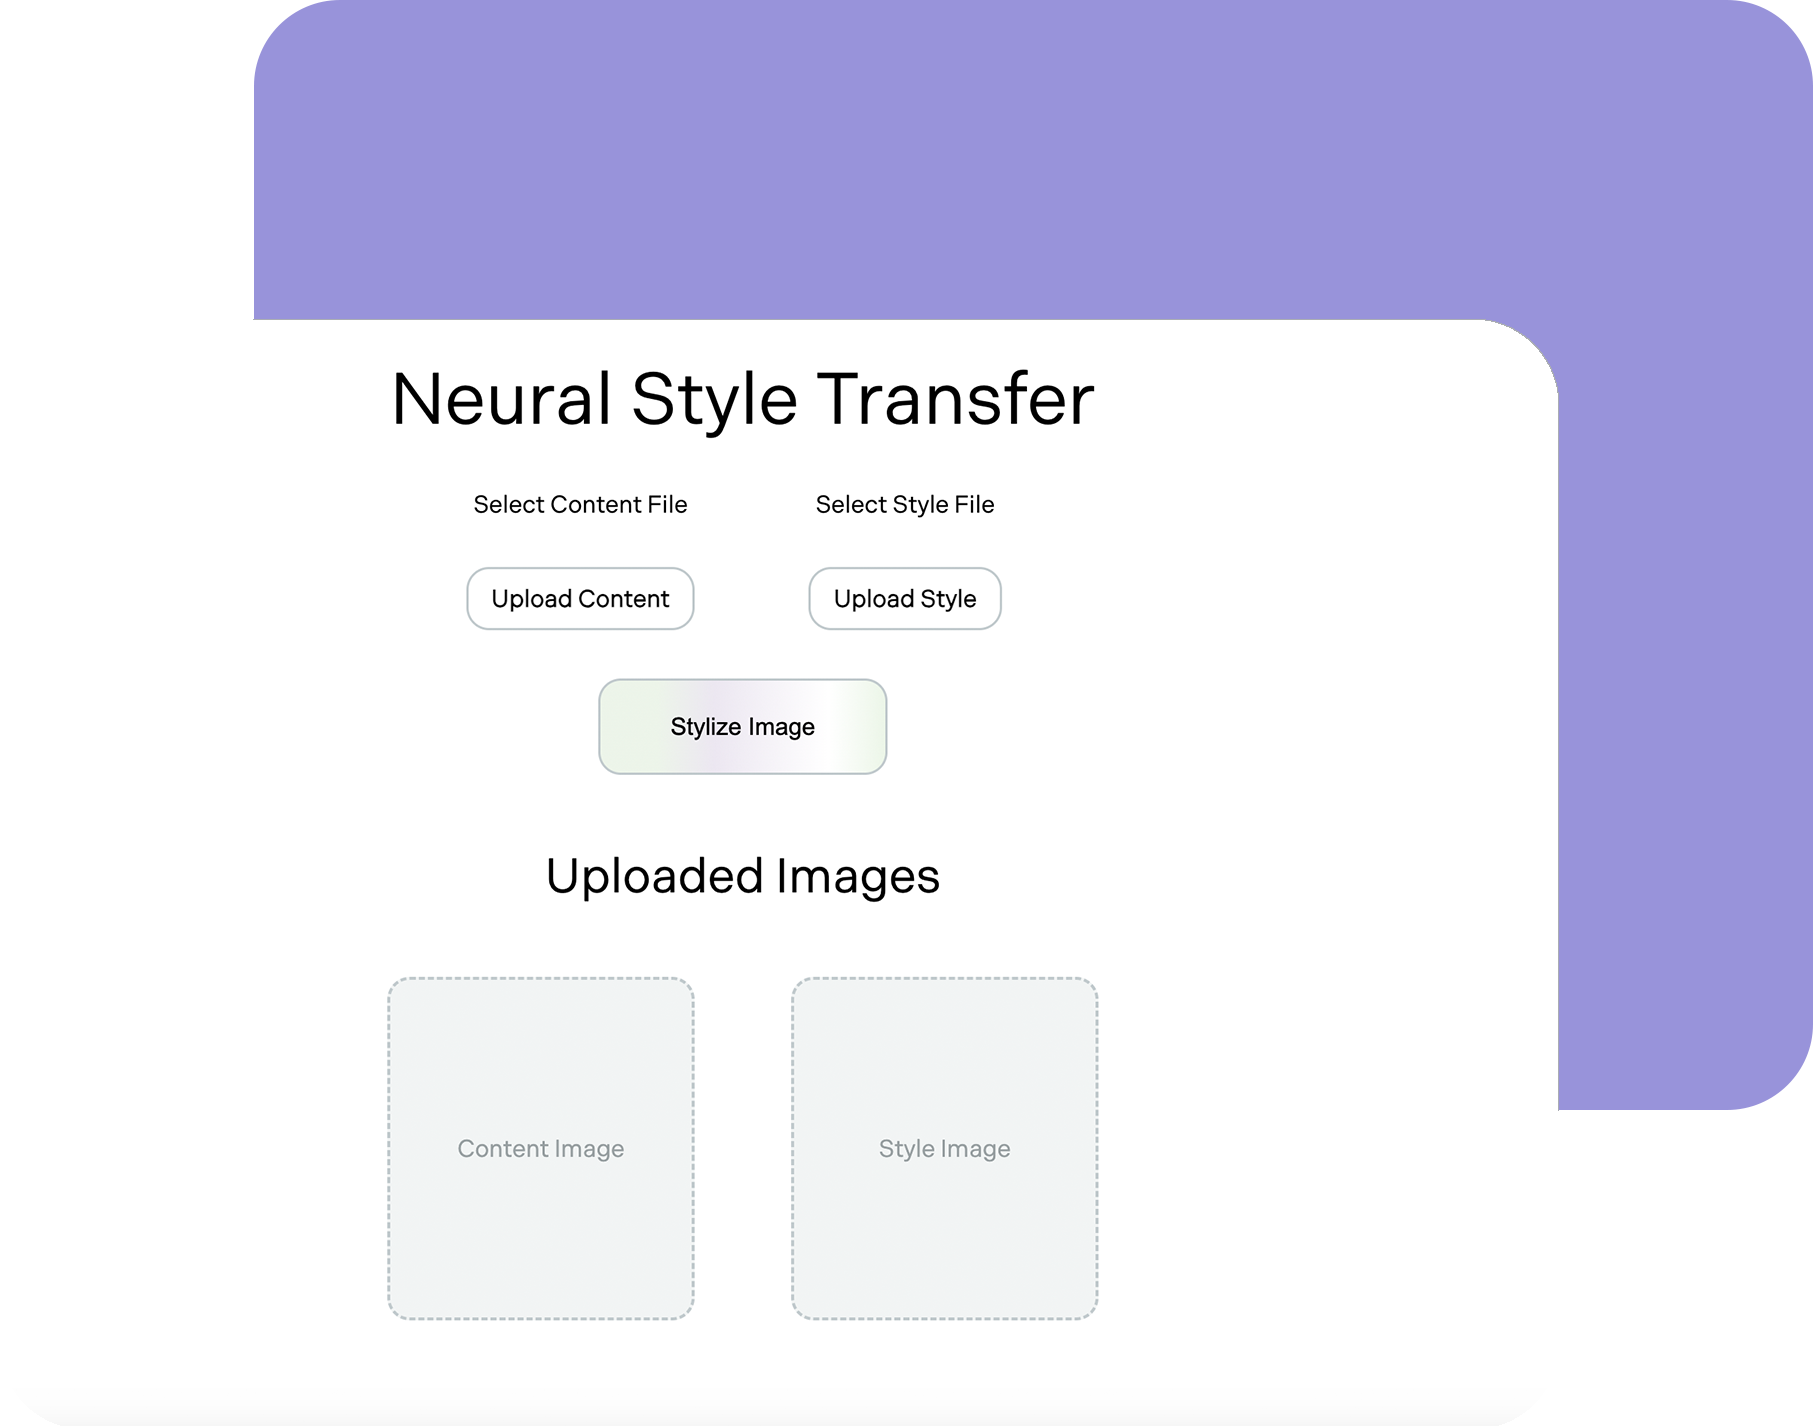 Neural Style Transfer
Select Content File
Select Style File
Upload Content
Upload Style
Stylize Image
Uploaded Images
Content Image
Style Image